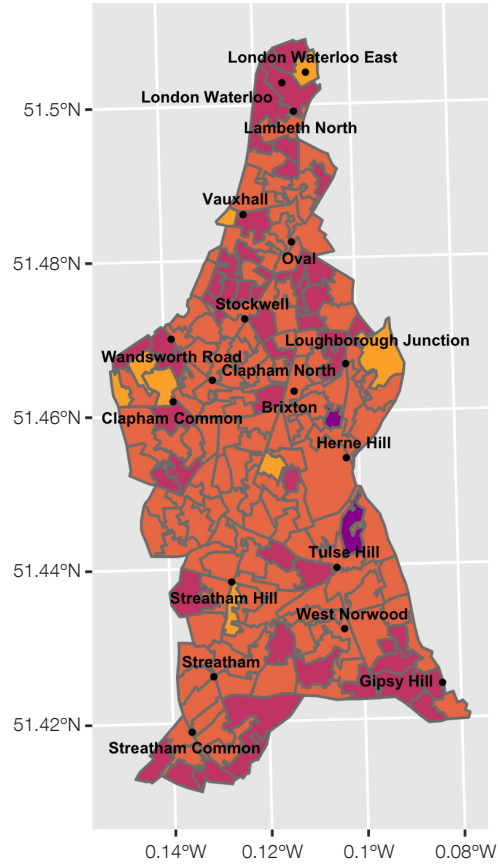 London Waterloo East
51.5°N
London Waterloo
Lambeth North
Vauxhall
51.48°N
Oval
Stockwell
Loughborough Junction
Wandsworth Road
Clapham North
51.46°N
Clapham Common
Brixton
Herne Hill
51.44°N
Tulse Hill
Streatham Hill
West Norwood
Streatham
Gipsy Hill
51.42°N
Streatham Common
0.14°W 0.12°W 0.1°W 0.08°W